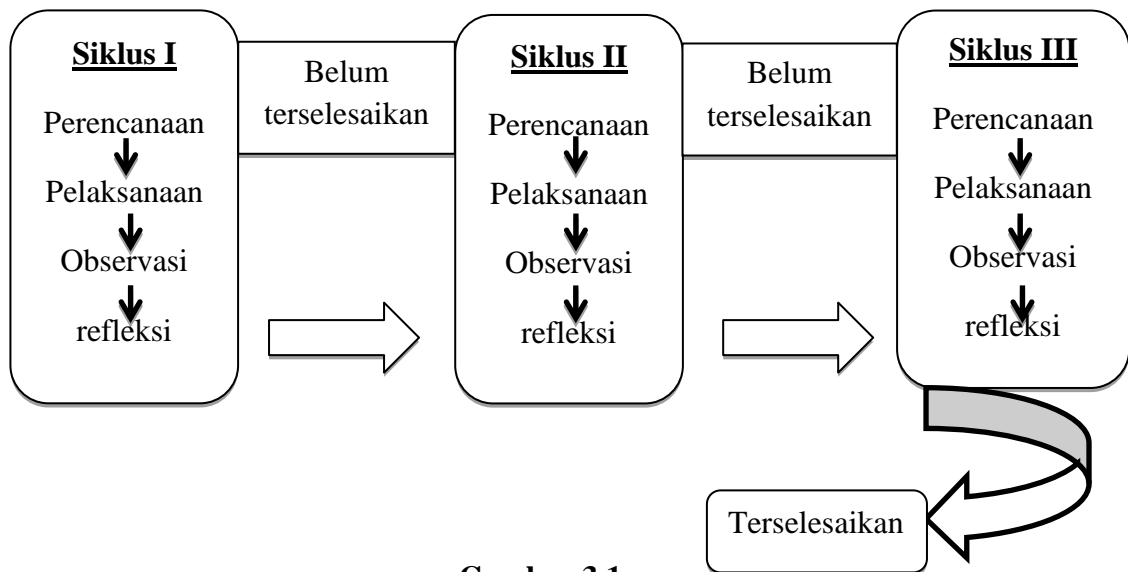 Siklus I
Perencanaan
Pelaksanaan
Observasi
refleksi
Belum
terselesaikan
Siklus II
Perencanaan
Pelaksanaan
Observasi
refleksi
Belum
terselesaikan
Siklus III
Perencanaan
Pelaksanaan
Observasi
refleksi
Terselesaikan